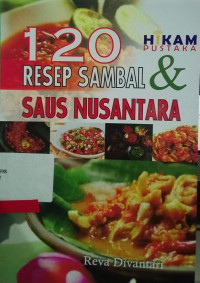 120
HIKAM
PUSTAKA
RESEP SAMBAL &
SAUS NUSANTARA
Reva Divantari